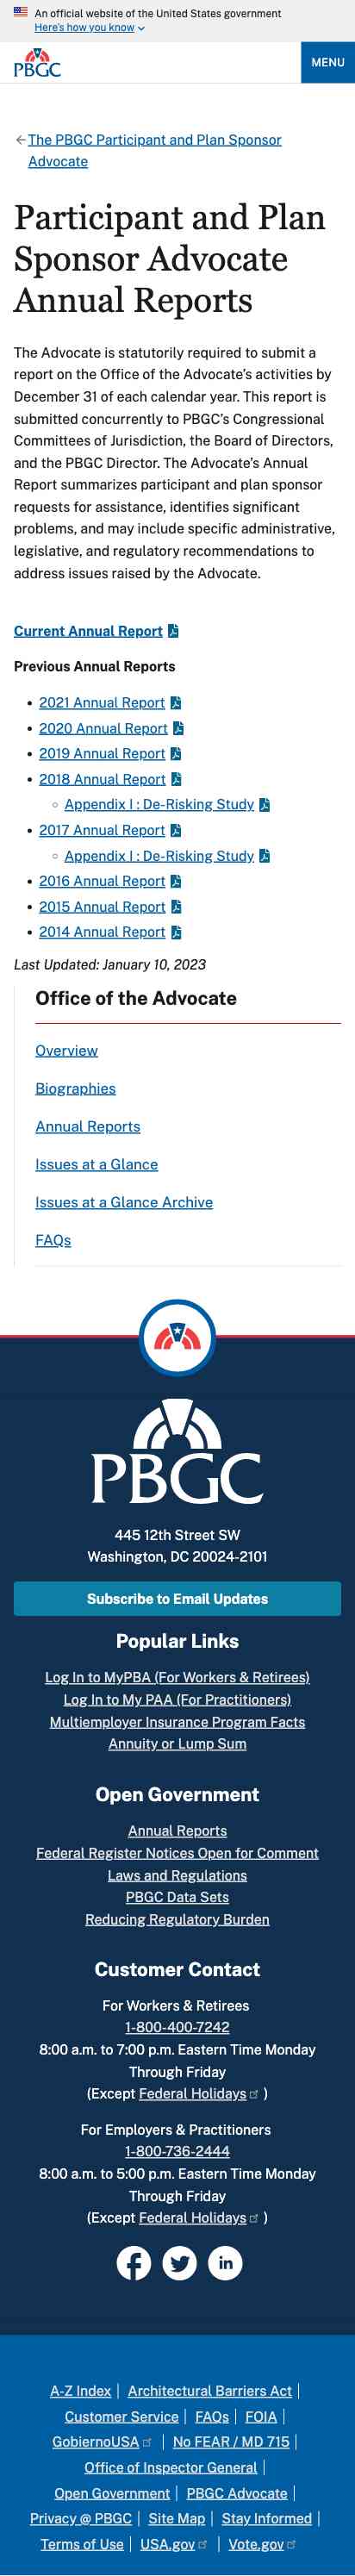 An official website of the United States government
Here's how you know
PBGC
MENU
The PBGC Participant and Plan Sponsor
Advocate
Participant and Plan
Sponsor Advocate
Annual Reports
The Advocate is statutorily required to submit a
report on the Office of the Advocate's activities by
December 31 of each calendar year. This report is
submitted concurrently to PBGC's Congressional
Committees of Jurisdiction, the Board of Directors,
and the PBGC Director. The Advocate's Annual
Report summarizes participant and plan sponsor
requests for assistance, identifies significant
problems, and may include specific administrative,
legislative, and regulatory recommendations to
address issues raised by the Advocate.
Current Annual Report
Previous Annual Reports
2021 Annual Report
2020 Annual Report
2019 Annual Report
2018 Annual Report
Appendix I : De-Risking Study
2017 Annual Report
Appendix I : De-Risking Study
2016 Annual Report
2015 Annual Report
2014 Annual Report
Last Updated: January 10, 2023
Office of the Advocate
Overview
Biographies
Annual Reports
Issues at a Glance
Issues at a Glance Archive
FAQs
PBGC
445 12th Street SW
Washington, DC 20024-2101
Subscribe to Email Updates
Popular Links
Log In to MyPBA (For Workers & Retirees)
Log In to My PAA (For Practitioners)
Multiemployer Insurance Program Facts
Annuity or Lump Sum
Open Government
Annual Reports
Federal Register Notices Open for Comment
Laws and Regulations
PBGC Data Sets
Reducing Regulatory Burden
Customer Contact
For Workers & Retirees
1-800-400-7242
8:00 a.m. to 7:00 p.m. Eastern Time Monday
Through Friday
(Except Federal Holidays )
For Employers & Practitioners
1-800-736-2444
8:00 a.m. to 5:00 p.m. Eastern Time Monday
Through Friday
(Except Federal Holidays )
A-Z Index | Architectural Barriers Act |
Customer Service | FAQs | FOIA |
GobiernoUSA | No FEAR / MD 715 |
Office of Inspector General |
Open Government | PBGC Advocate |
Privacy @ PBGC | Site Map | Stay Informed |
Terms of Use | USA.gov | Vote.gov